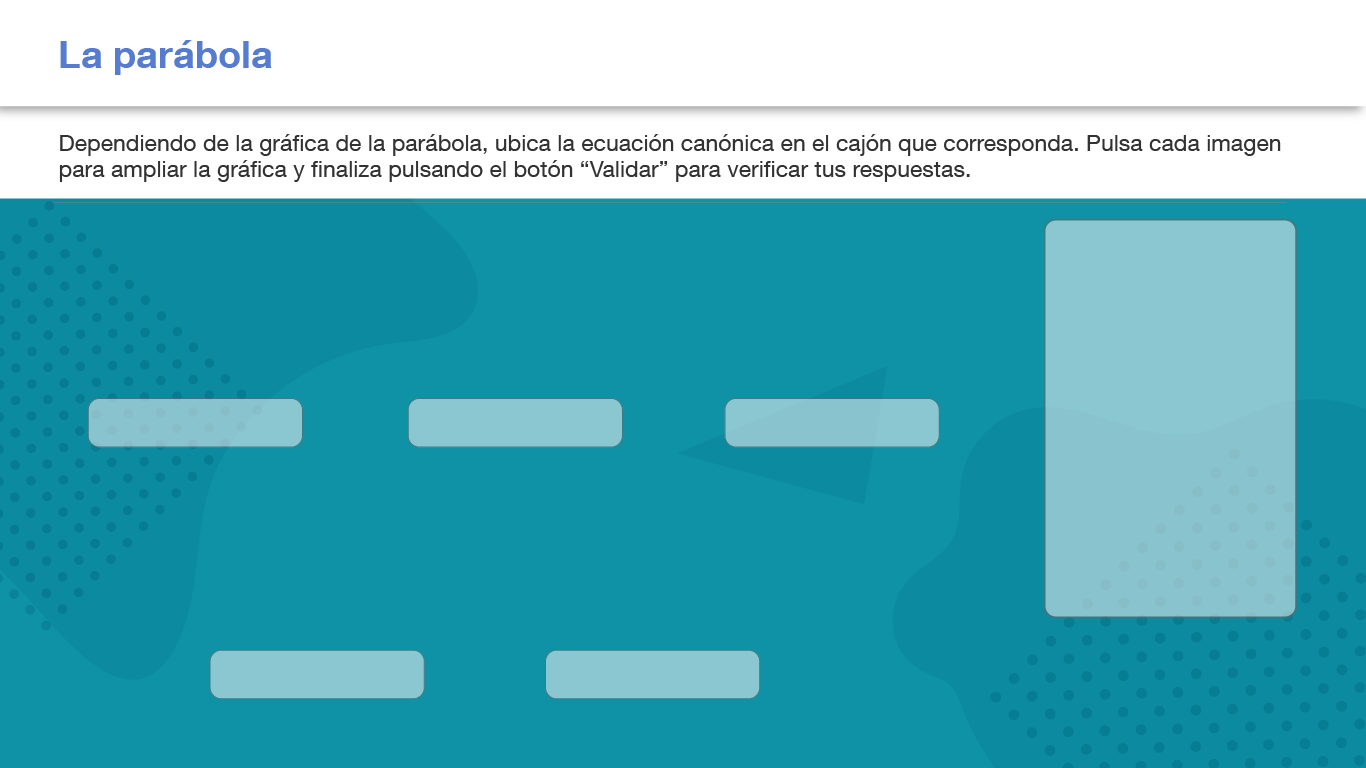 La parábola
Dependiendo de la gráfica de la parábola, ubica la ecuación canónica en el cajón que corresponda. Pulsa cada imagen
para ampliar la gráfica y finaliza pulsando el botón “Validar” para verificar tus respuestas.